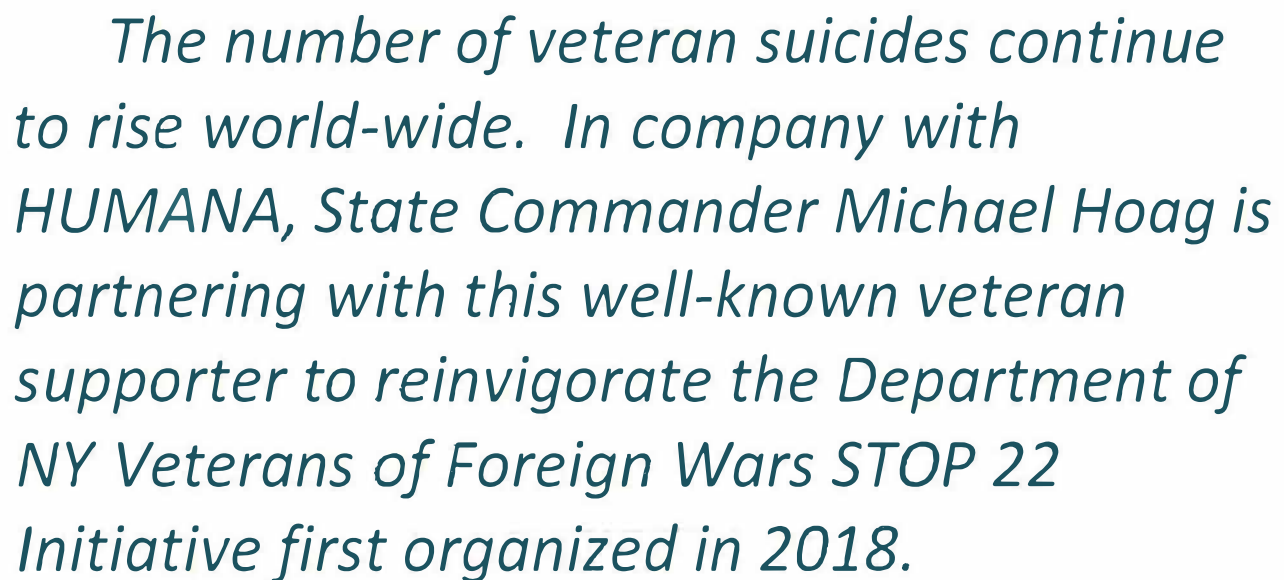 The number of veteran suicides continue
to rise world-wide.  In company with
HUMANA, State Commander Michael Hoag is
partnering with this well-known veteran
supporter to reinvigorate the Department of
NY Veterans of Foreign Wars STOP 22
Initiative first organized in 2018.